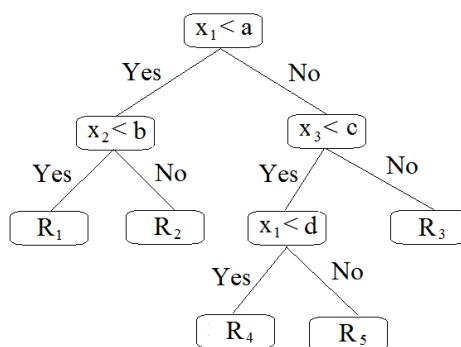 x₁< a
Yes No
x₂< b x₃< c
Yes No Yes No
R₁ R₂ x₁< d R₃
Yes No
R₄ R₅